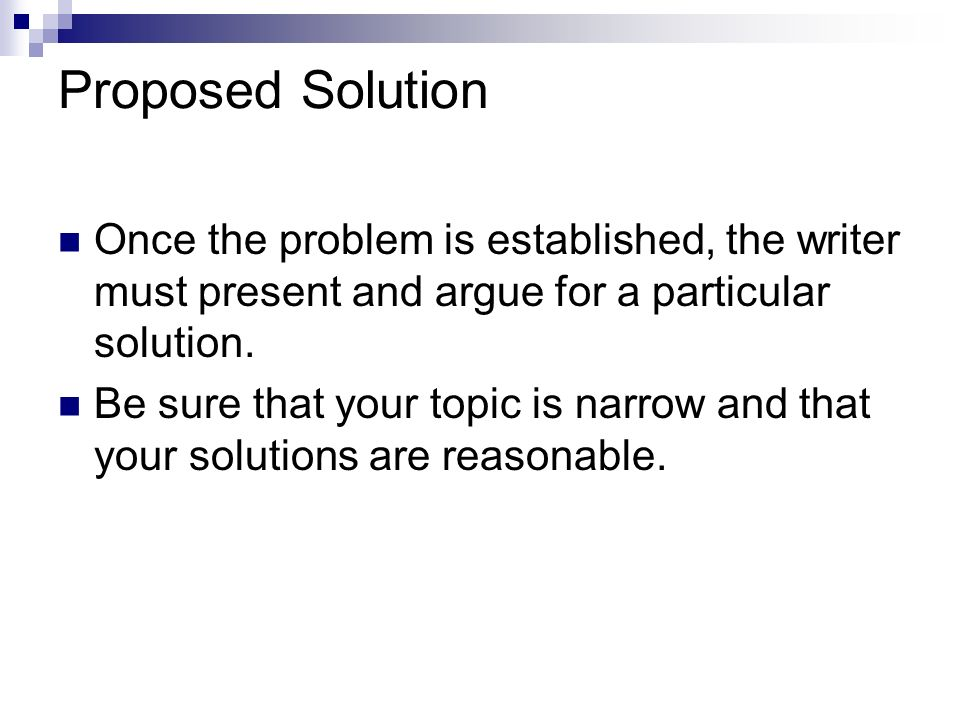 Proposed Solution
Once the problem is established, the writer
must present and argue for a particular
solution.
Be sure that your topic is narrow and that
your solutions are reasonable.